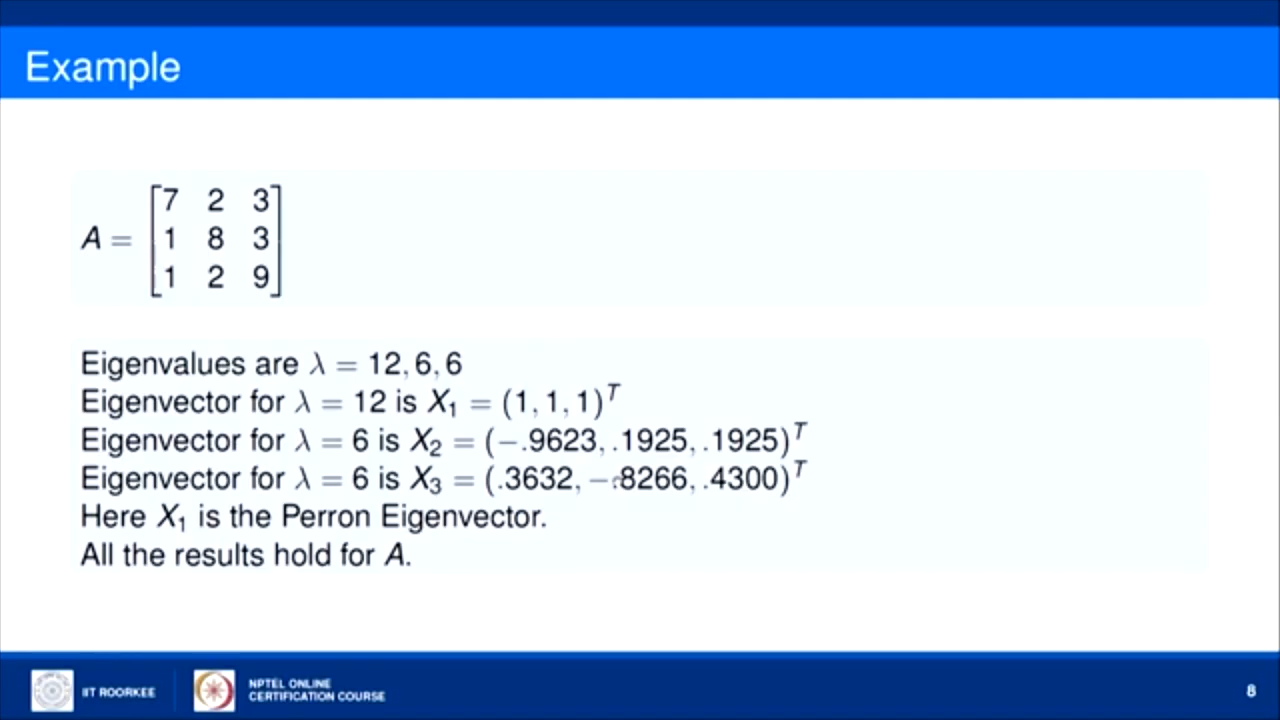 Example
A = [7 2 3
1 8 3
1 2 9]
Eigenvalues are λ = 12, 6, 6
Eigenvector for λ = 12 is X₁ = (1, 1, 1)ᵀ
Eigenvector for λ = 6 is X₂ = (−.9623, .1925, .1925)ᵀ
Eigenvector for λ = 6 is X₃ = (.3632, −.8266, .4300)ᵀ
Here X₁ is the Perron Eigenvector.
All the results hold for A.
IIT ROORKEE
NPTEL ONLINE
CERTIFICATION COURSE
8